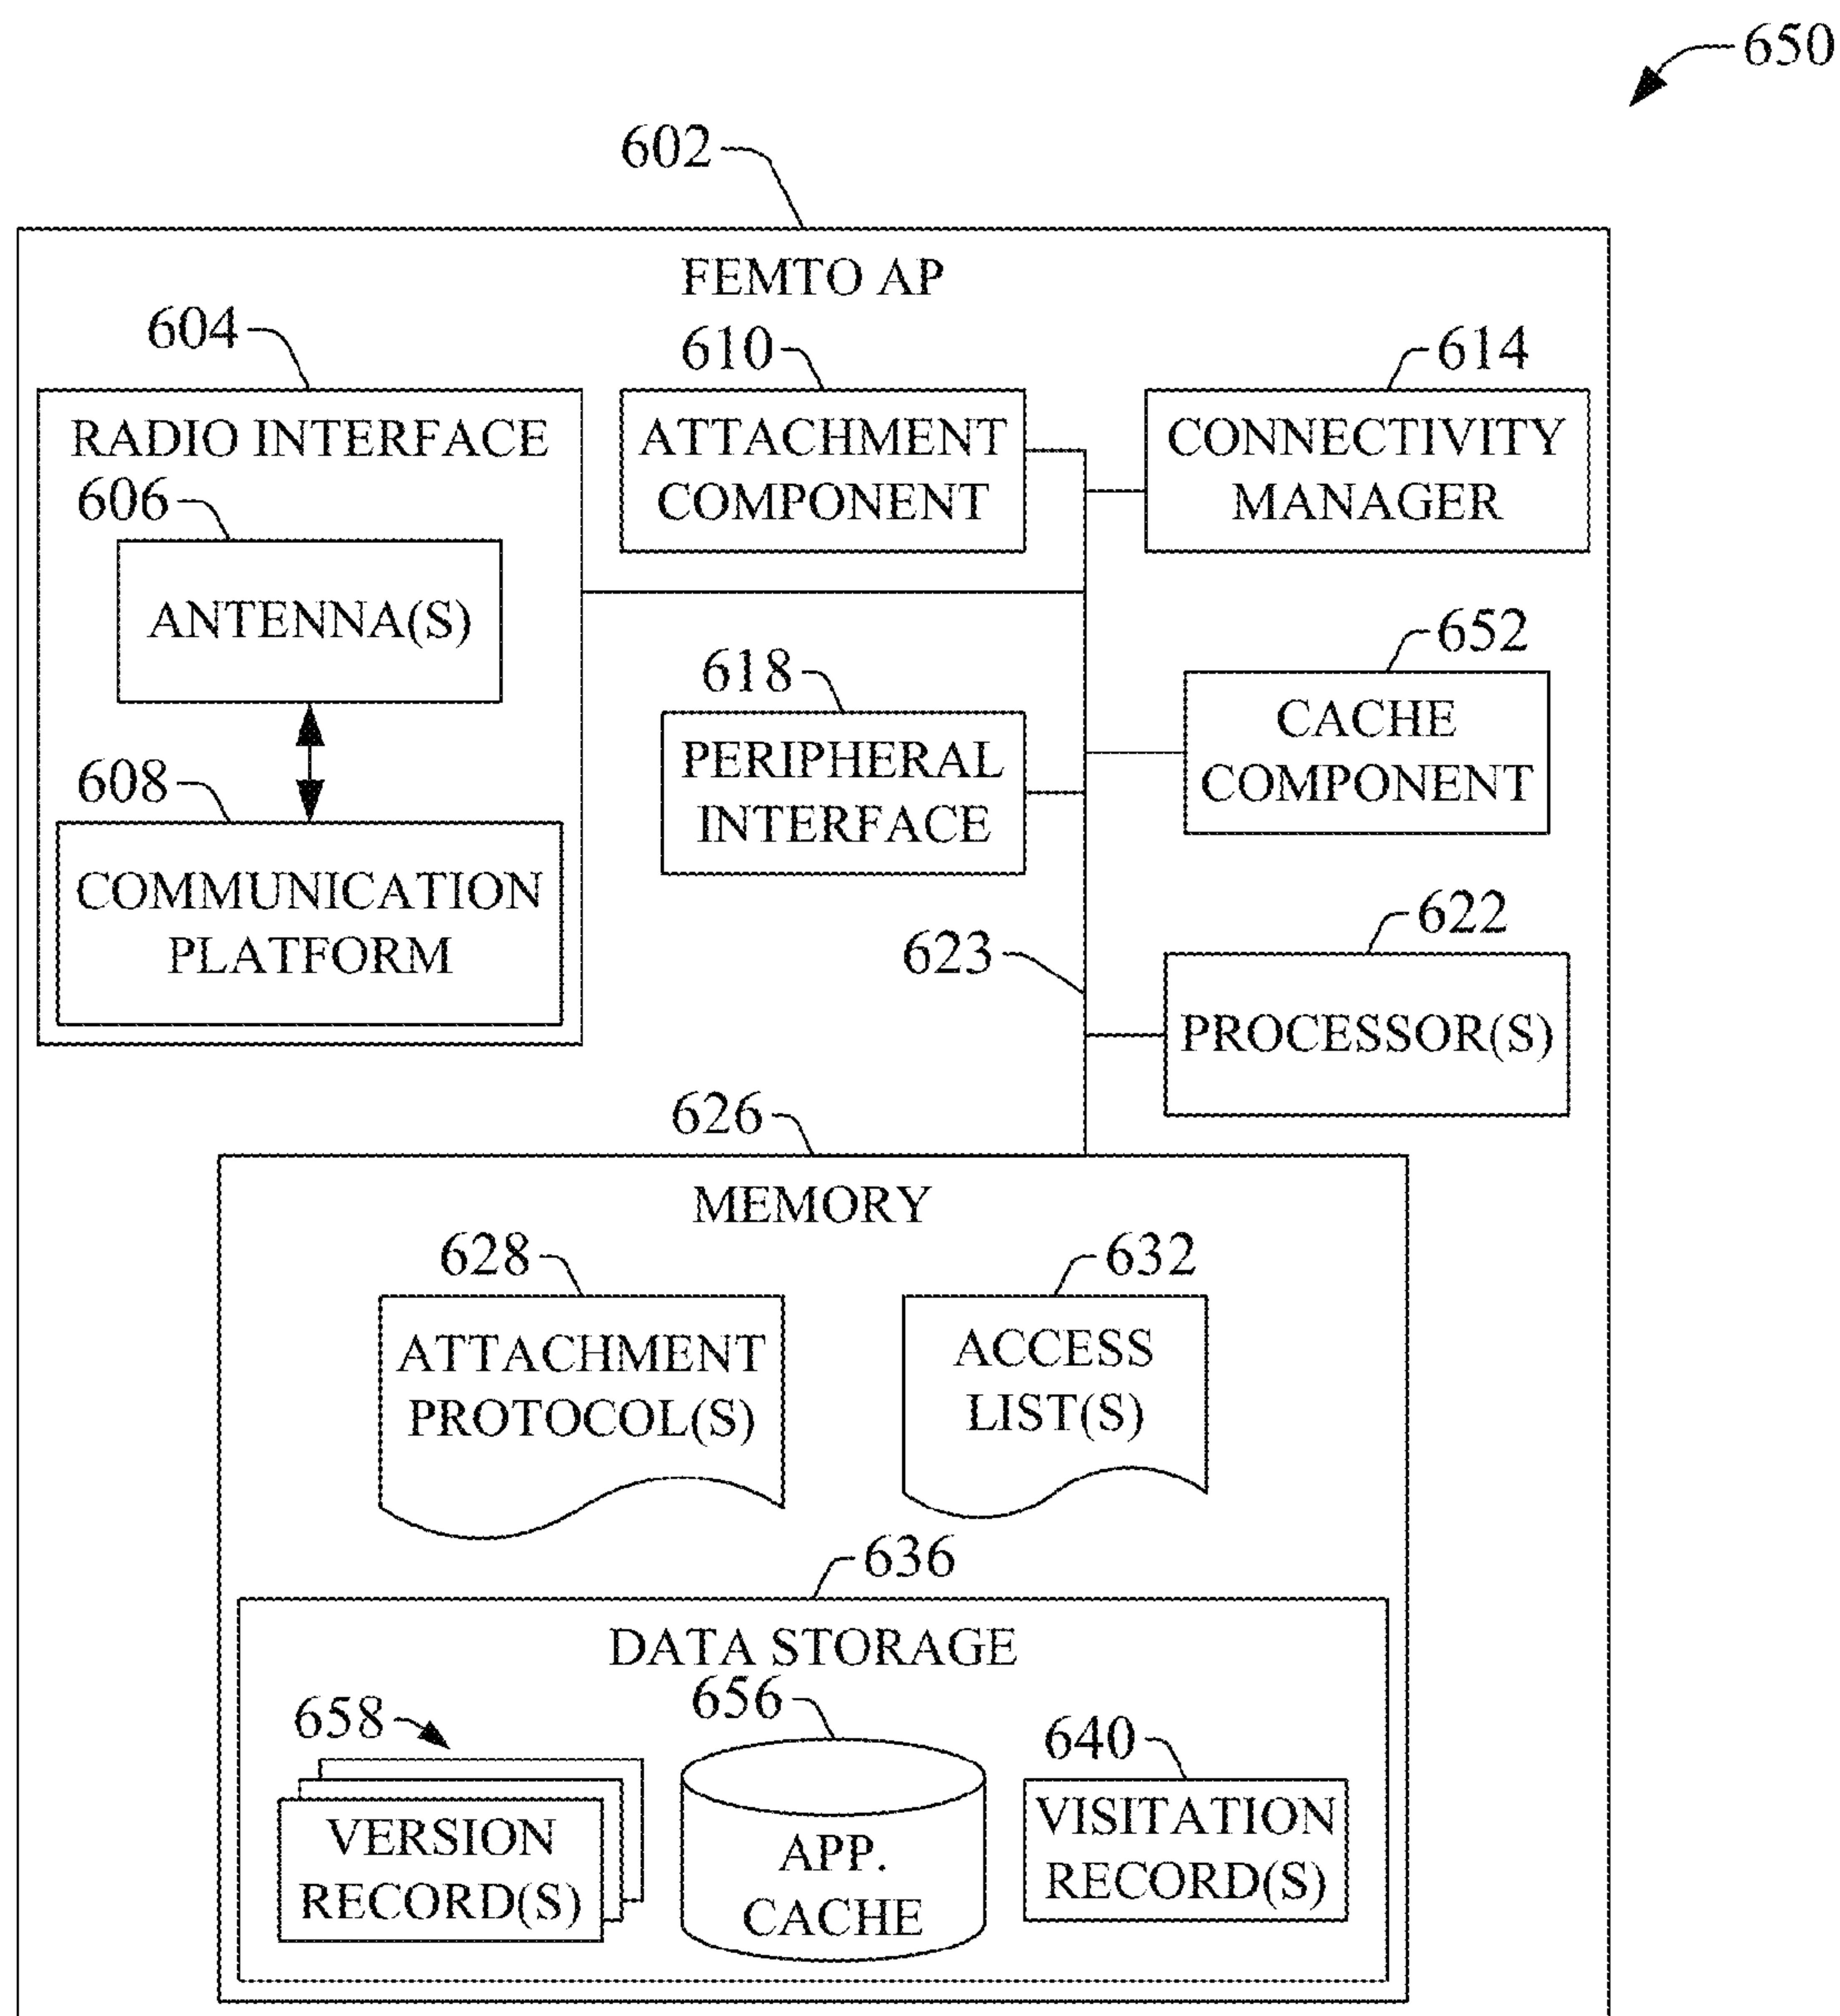 650
602
FEMTO AP
604
610
614
RADIO INTERFACE
ATTACHMENT
COMPONENT
CONNECTIVITY
MANAGER
606
ANTENNA(S)
652
618
CACHE
COMPONENT
PERIPHERAL
INTERFACE
608
COMMUNICATION
PLATFORM
622
623
PROCESSOR(S)
626
MEMORY
628
632
ATTACHMENT
PROTOCOL(S)
ACCESS
LIST(S)
636
DATA STORAGE
658
656
640
VERSION
RECORD(S)
APP.
CACHE
VISITATION
RECORD(S)